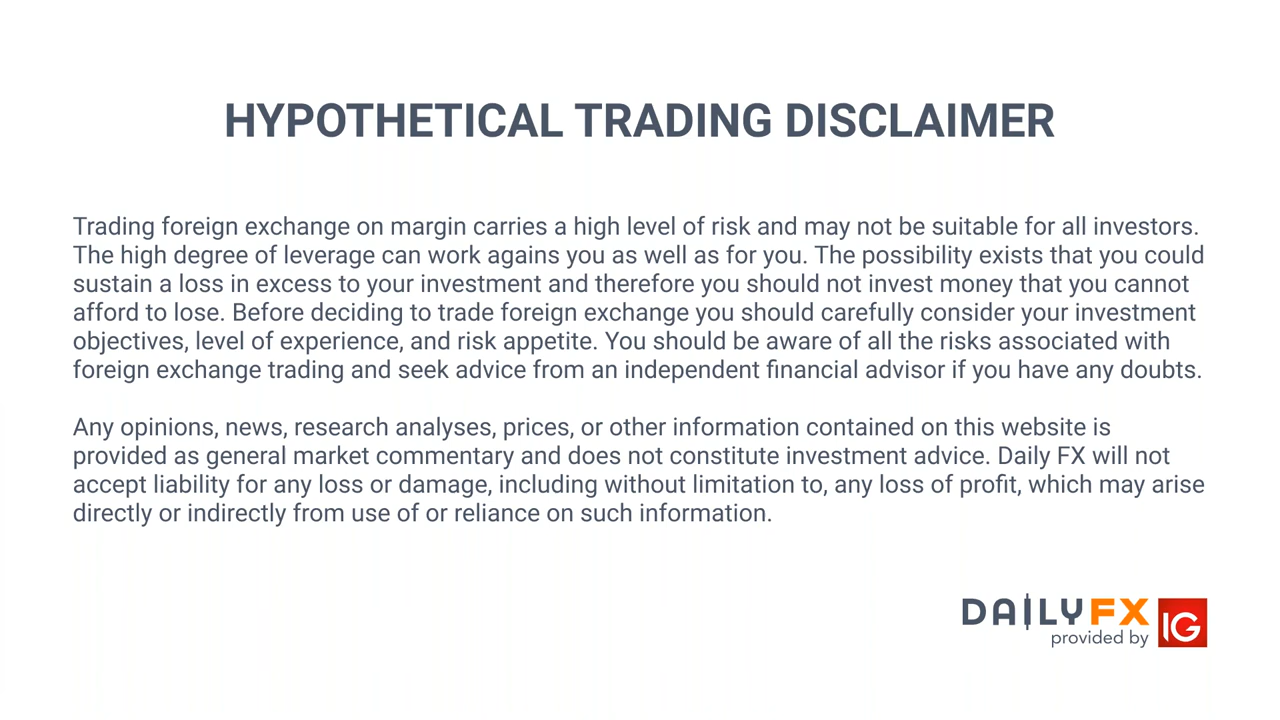 HYPOTHETICAL TRADING DISCLAIMER
Trading foreign exchange on margin carries a high level of risk and may not be suitable for all investors.
The high degree of leverage can work agains you as well as for you. The possibility exists that you could
sustain a loss in excess to your investment and therefore you should not invest money that you cannot
afford to lose. Before deciding to trade foreign exchange you should carefully consider your investment
objectives, level of experience, and risk appetite. You should be aware of all the risks associated with
foreign exchange trading and seek advice from an independent financial advisor if you have any doubts.
Any opinions, news, research analyses, prices, or other information contained on this website is
provided as general market commentary and does not constitute investment advice. Daily FX will not
accept liability for any loss or damage, including without limitation to, any loss of profit, which may arise
directly or indirectly from use of or reliance on such information.
DAILYFX
provided by IG